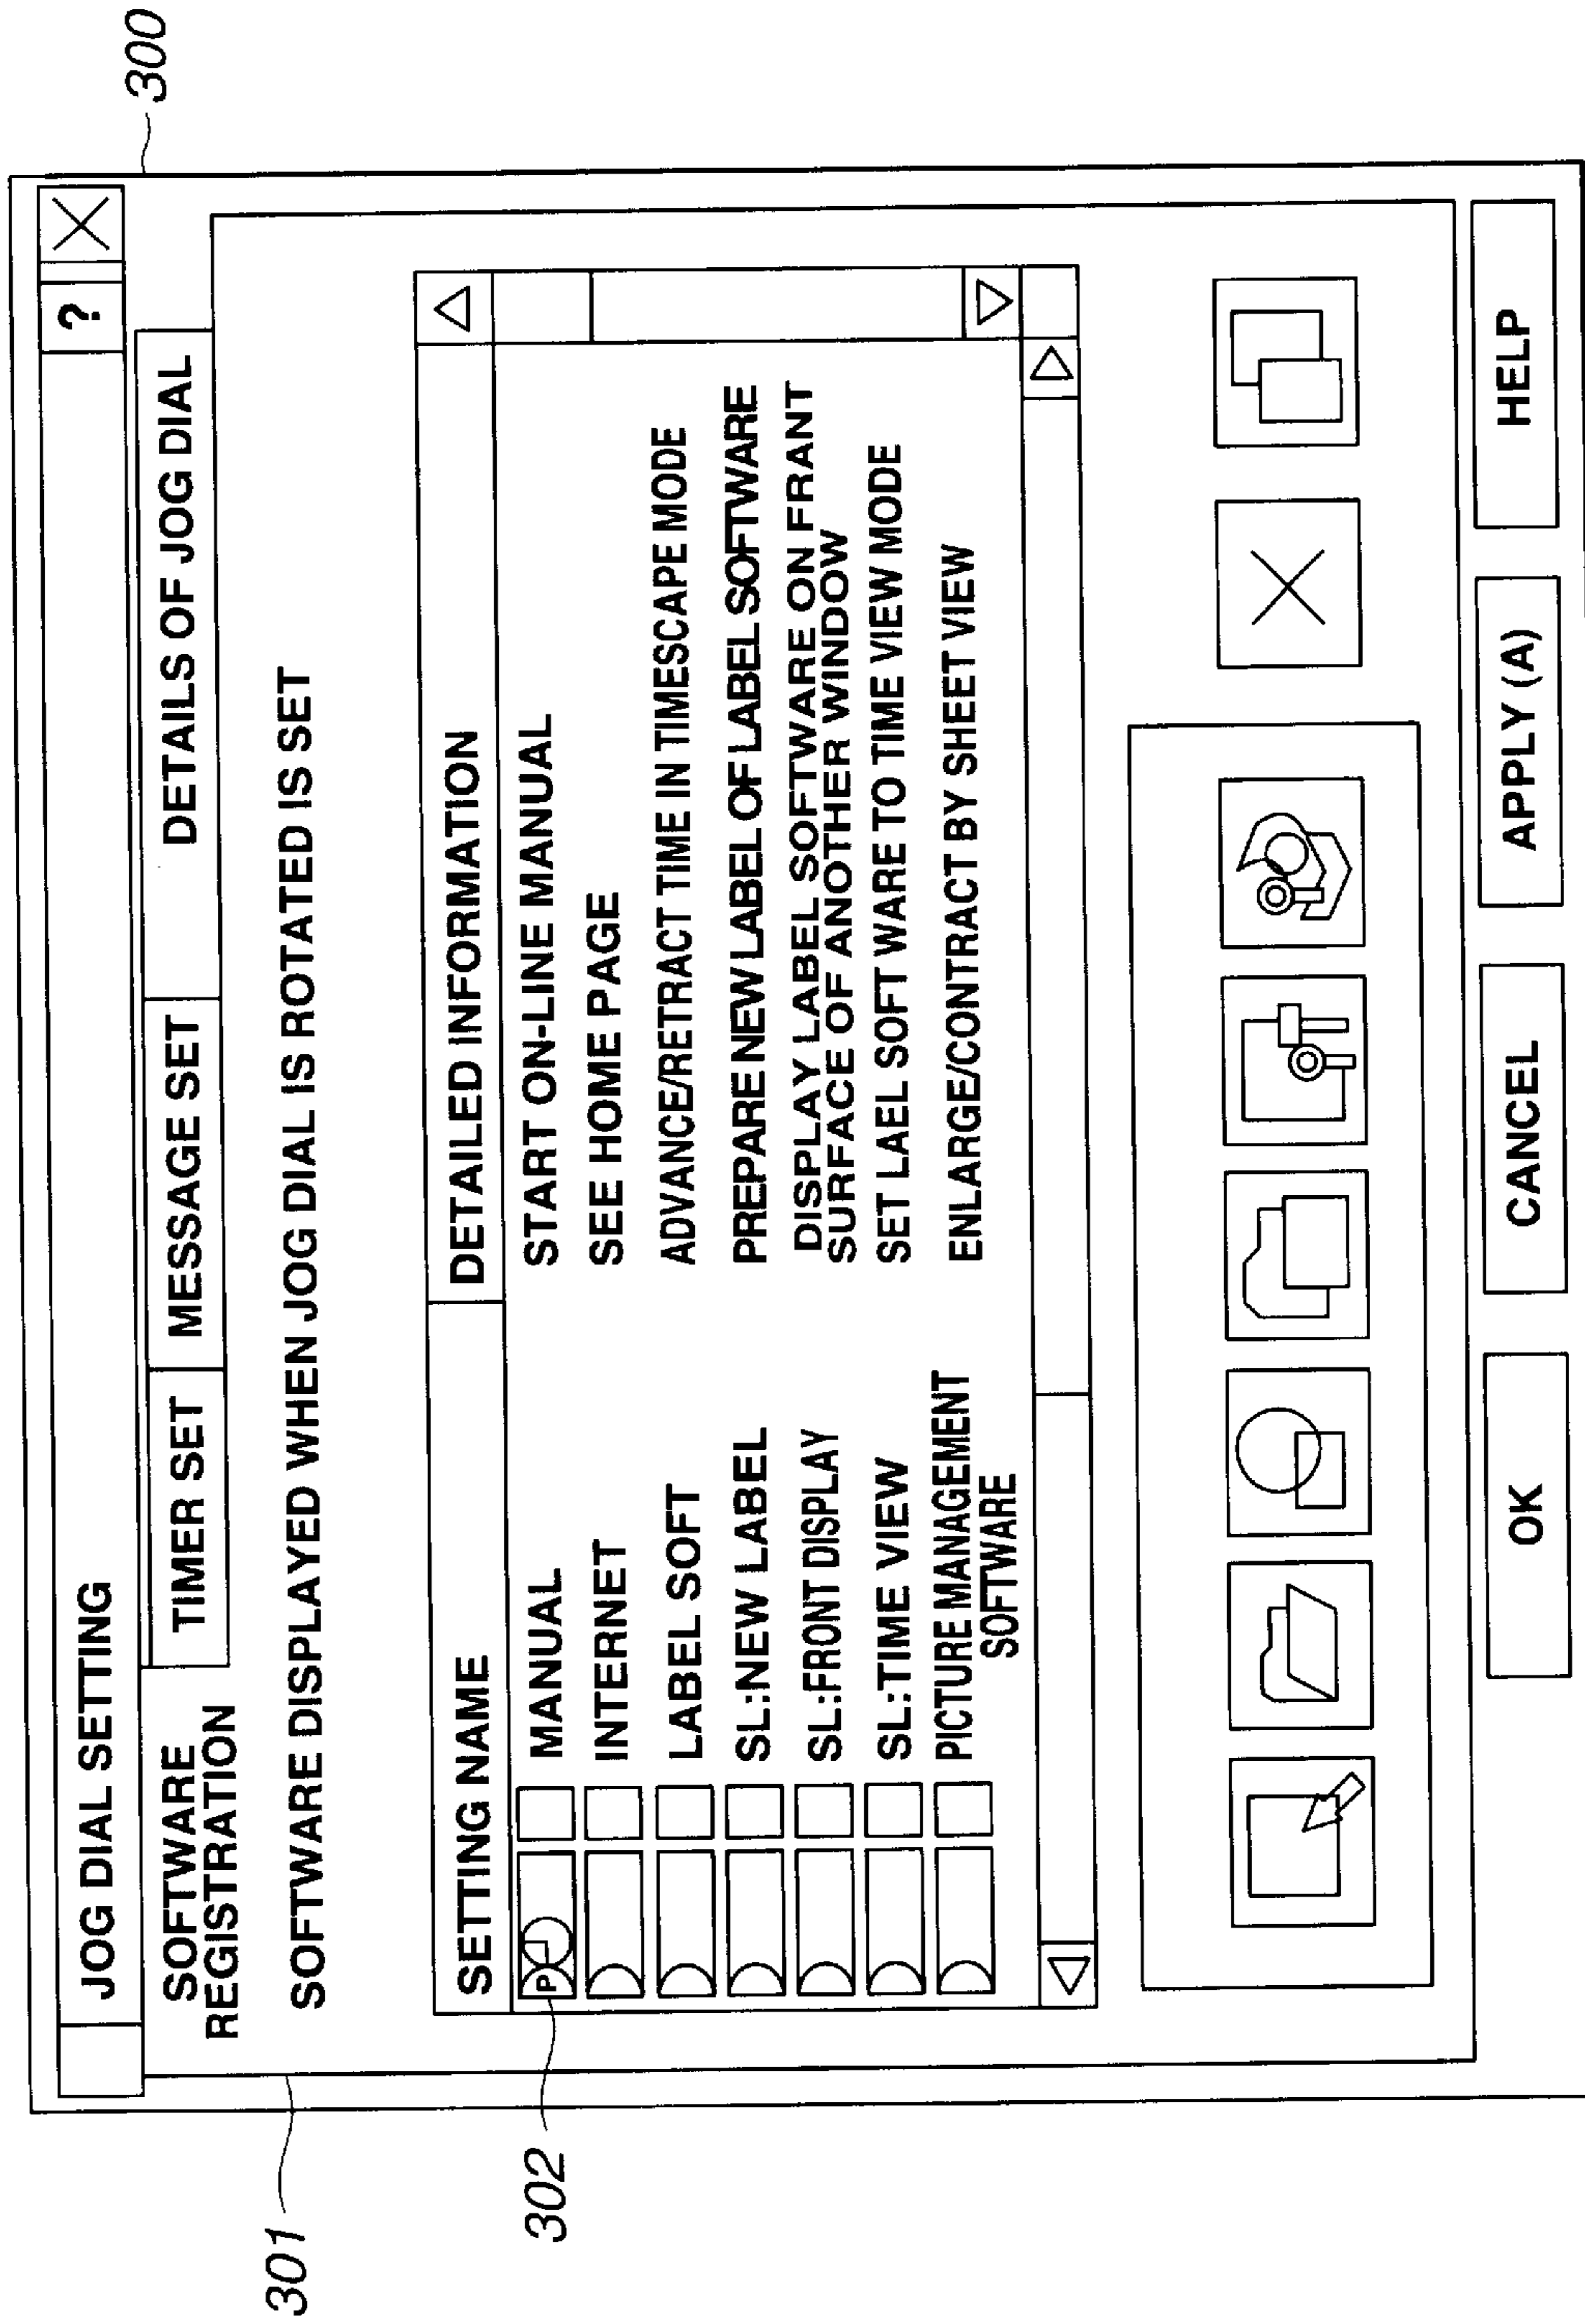 300
JOG DIAL SETTING
?
SOFTWARE
REGISTRATION
TIMER SET
MESSAGE SET
DETAILS OF JOG DIAL
301
SOFTWARE DISPLAYED WHEN JOG DIAL IS ROTATED IS SET
SETTING NAME
DETAILED INFORMATION
302
P
MANUAL
START ON-LINE MANUAL
INTERNET
SEE HOME PAGE
LABEL SOFT
ADVANCE/RETRACT TIME IN TIMESCAPE MODE
SL:NEW LABEL
PREPARE NEW LABEL OF LABEL SOFTWARE
SL:FRONT DISPLAY
DISPLAY LABEL SOFTWARE ON FRANT
SURFACE OF ANOTHER WINDOW
SL:TIME VIEW
SET LAEL SOFT WARE TO TIME VIEW MODE
PICTURE MANAGEMENT
SOFTWARE
ENLARGE/CONTRACT BY SHEET VIEW
OK
CANCEL
APPLY (A)
HELP